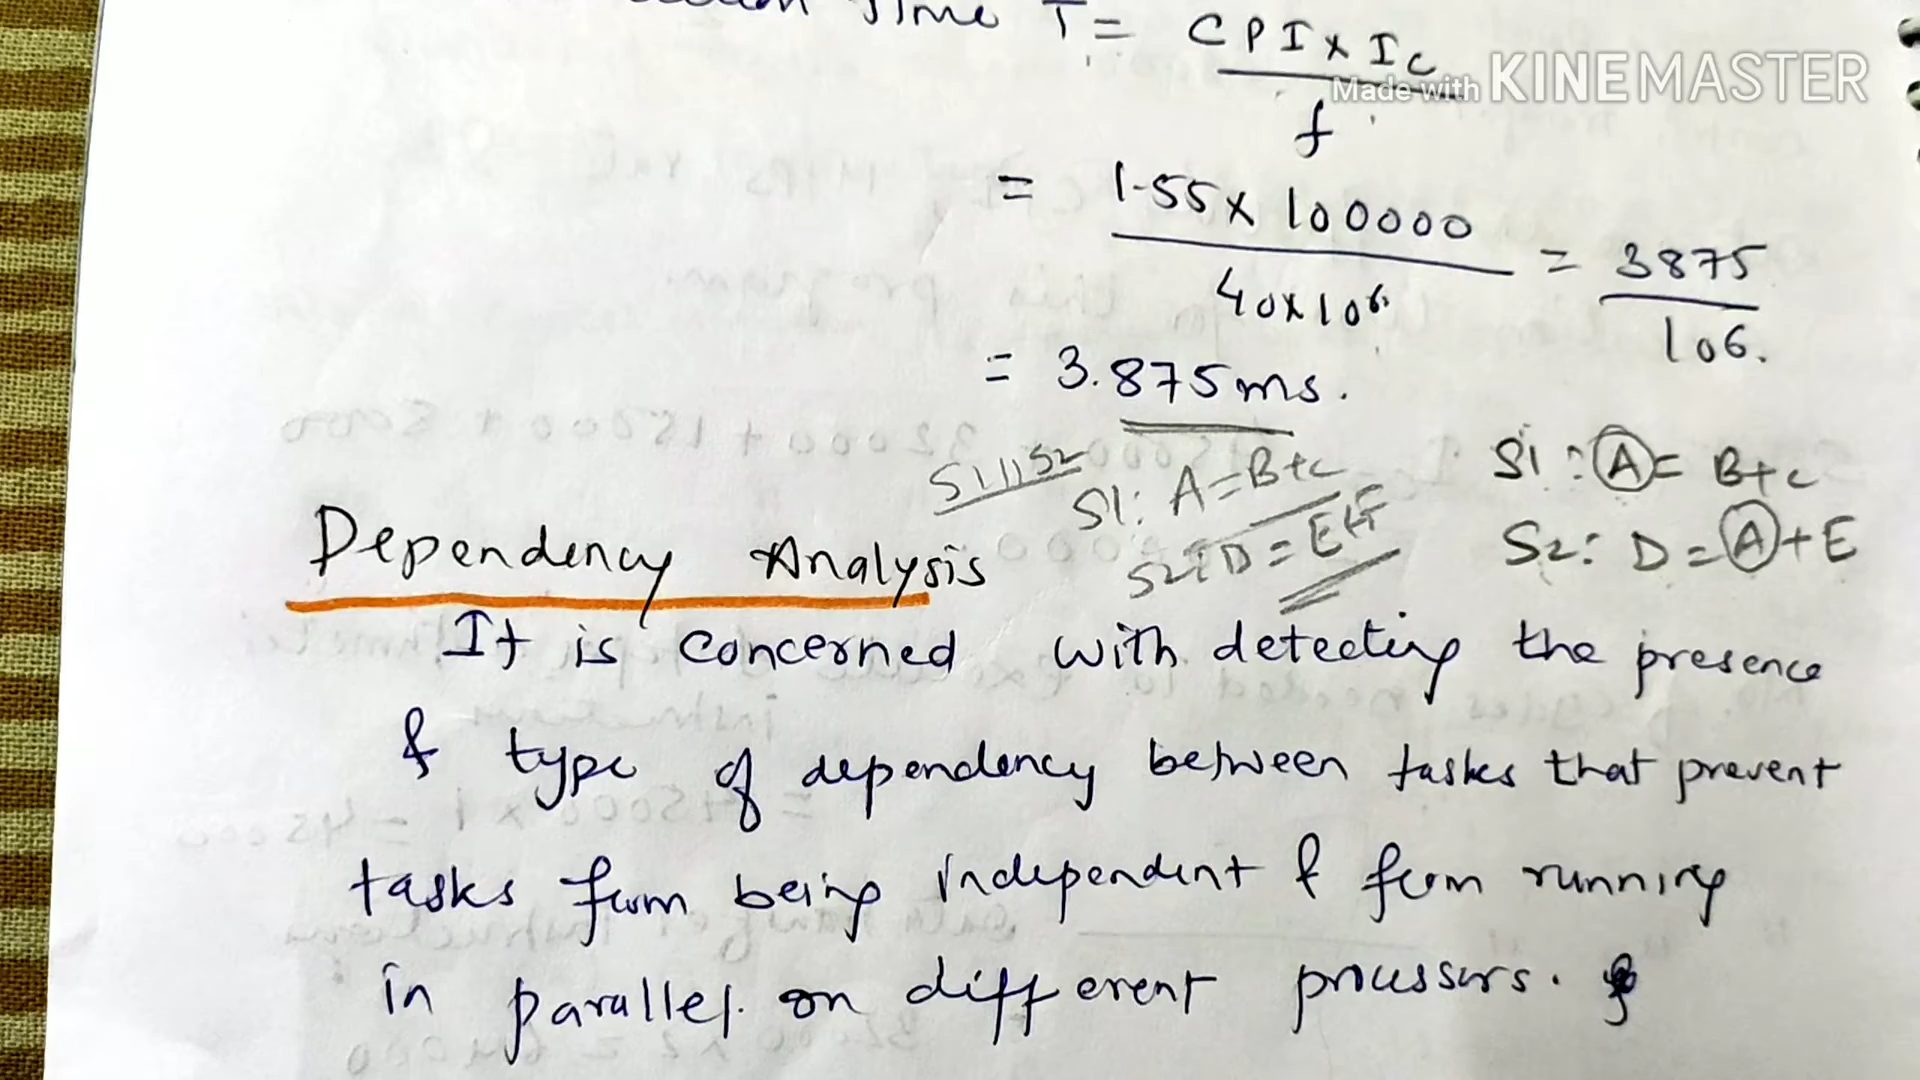 Time T = CPI x Ic
f
Made with KINEMASTER
= 1.55 x 100000
40x10⁶
= 3875
10⁶.
= 3.875ms.
S1 || S2
S1: A = B+C
S2: D = E+F
S1: A = B+C
S2: D = A+E
Dependency Analysis
It is concerned with detecting the presence
& type of dependency between tasks that prevent
tasks from being independent & from running
in parallel on different processors.